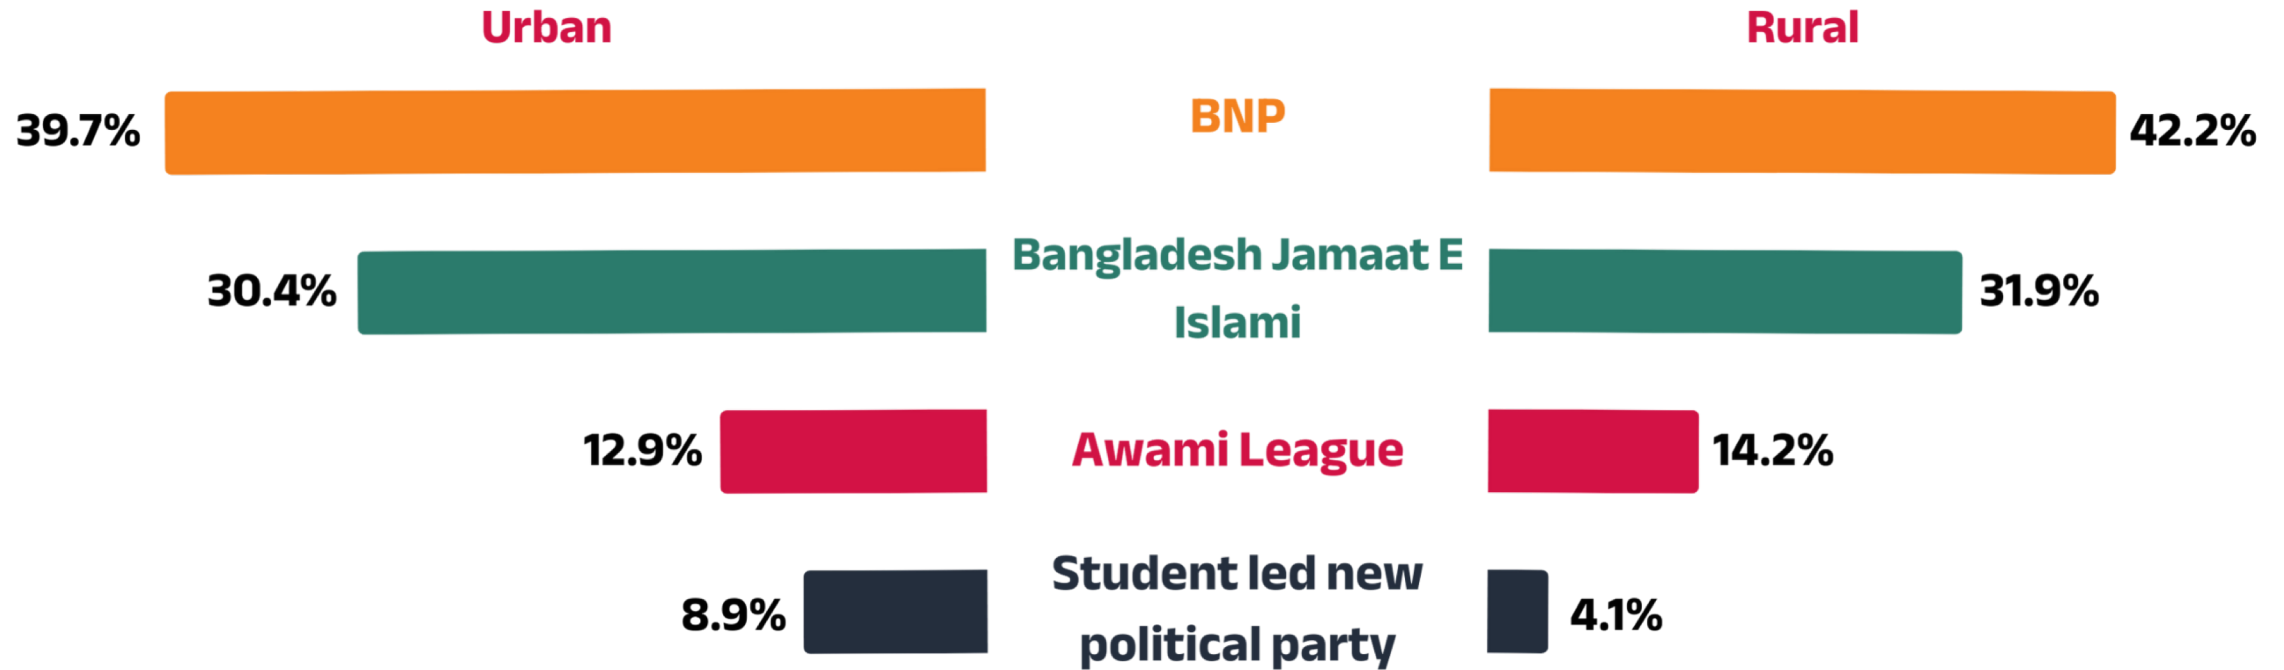 Urban
Rural
39.7%
BNP
42.2%
30.4%
Bangladesh Jamaat E
Islami
31.9%
12.9%
Awami League
14.2%
8.9%
Student led new
political party
4.1%